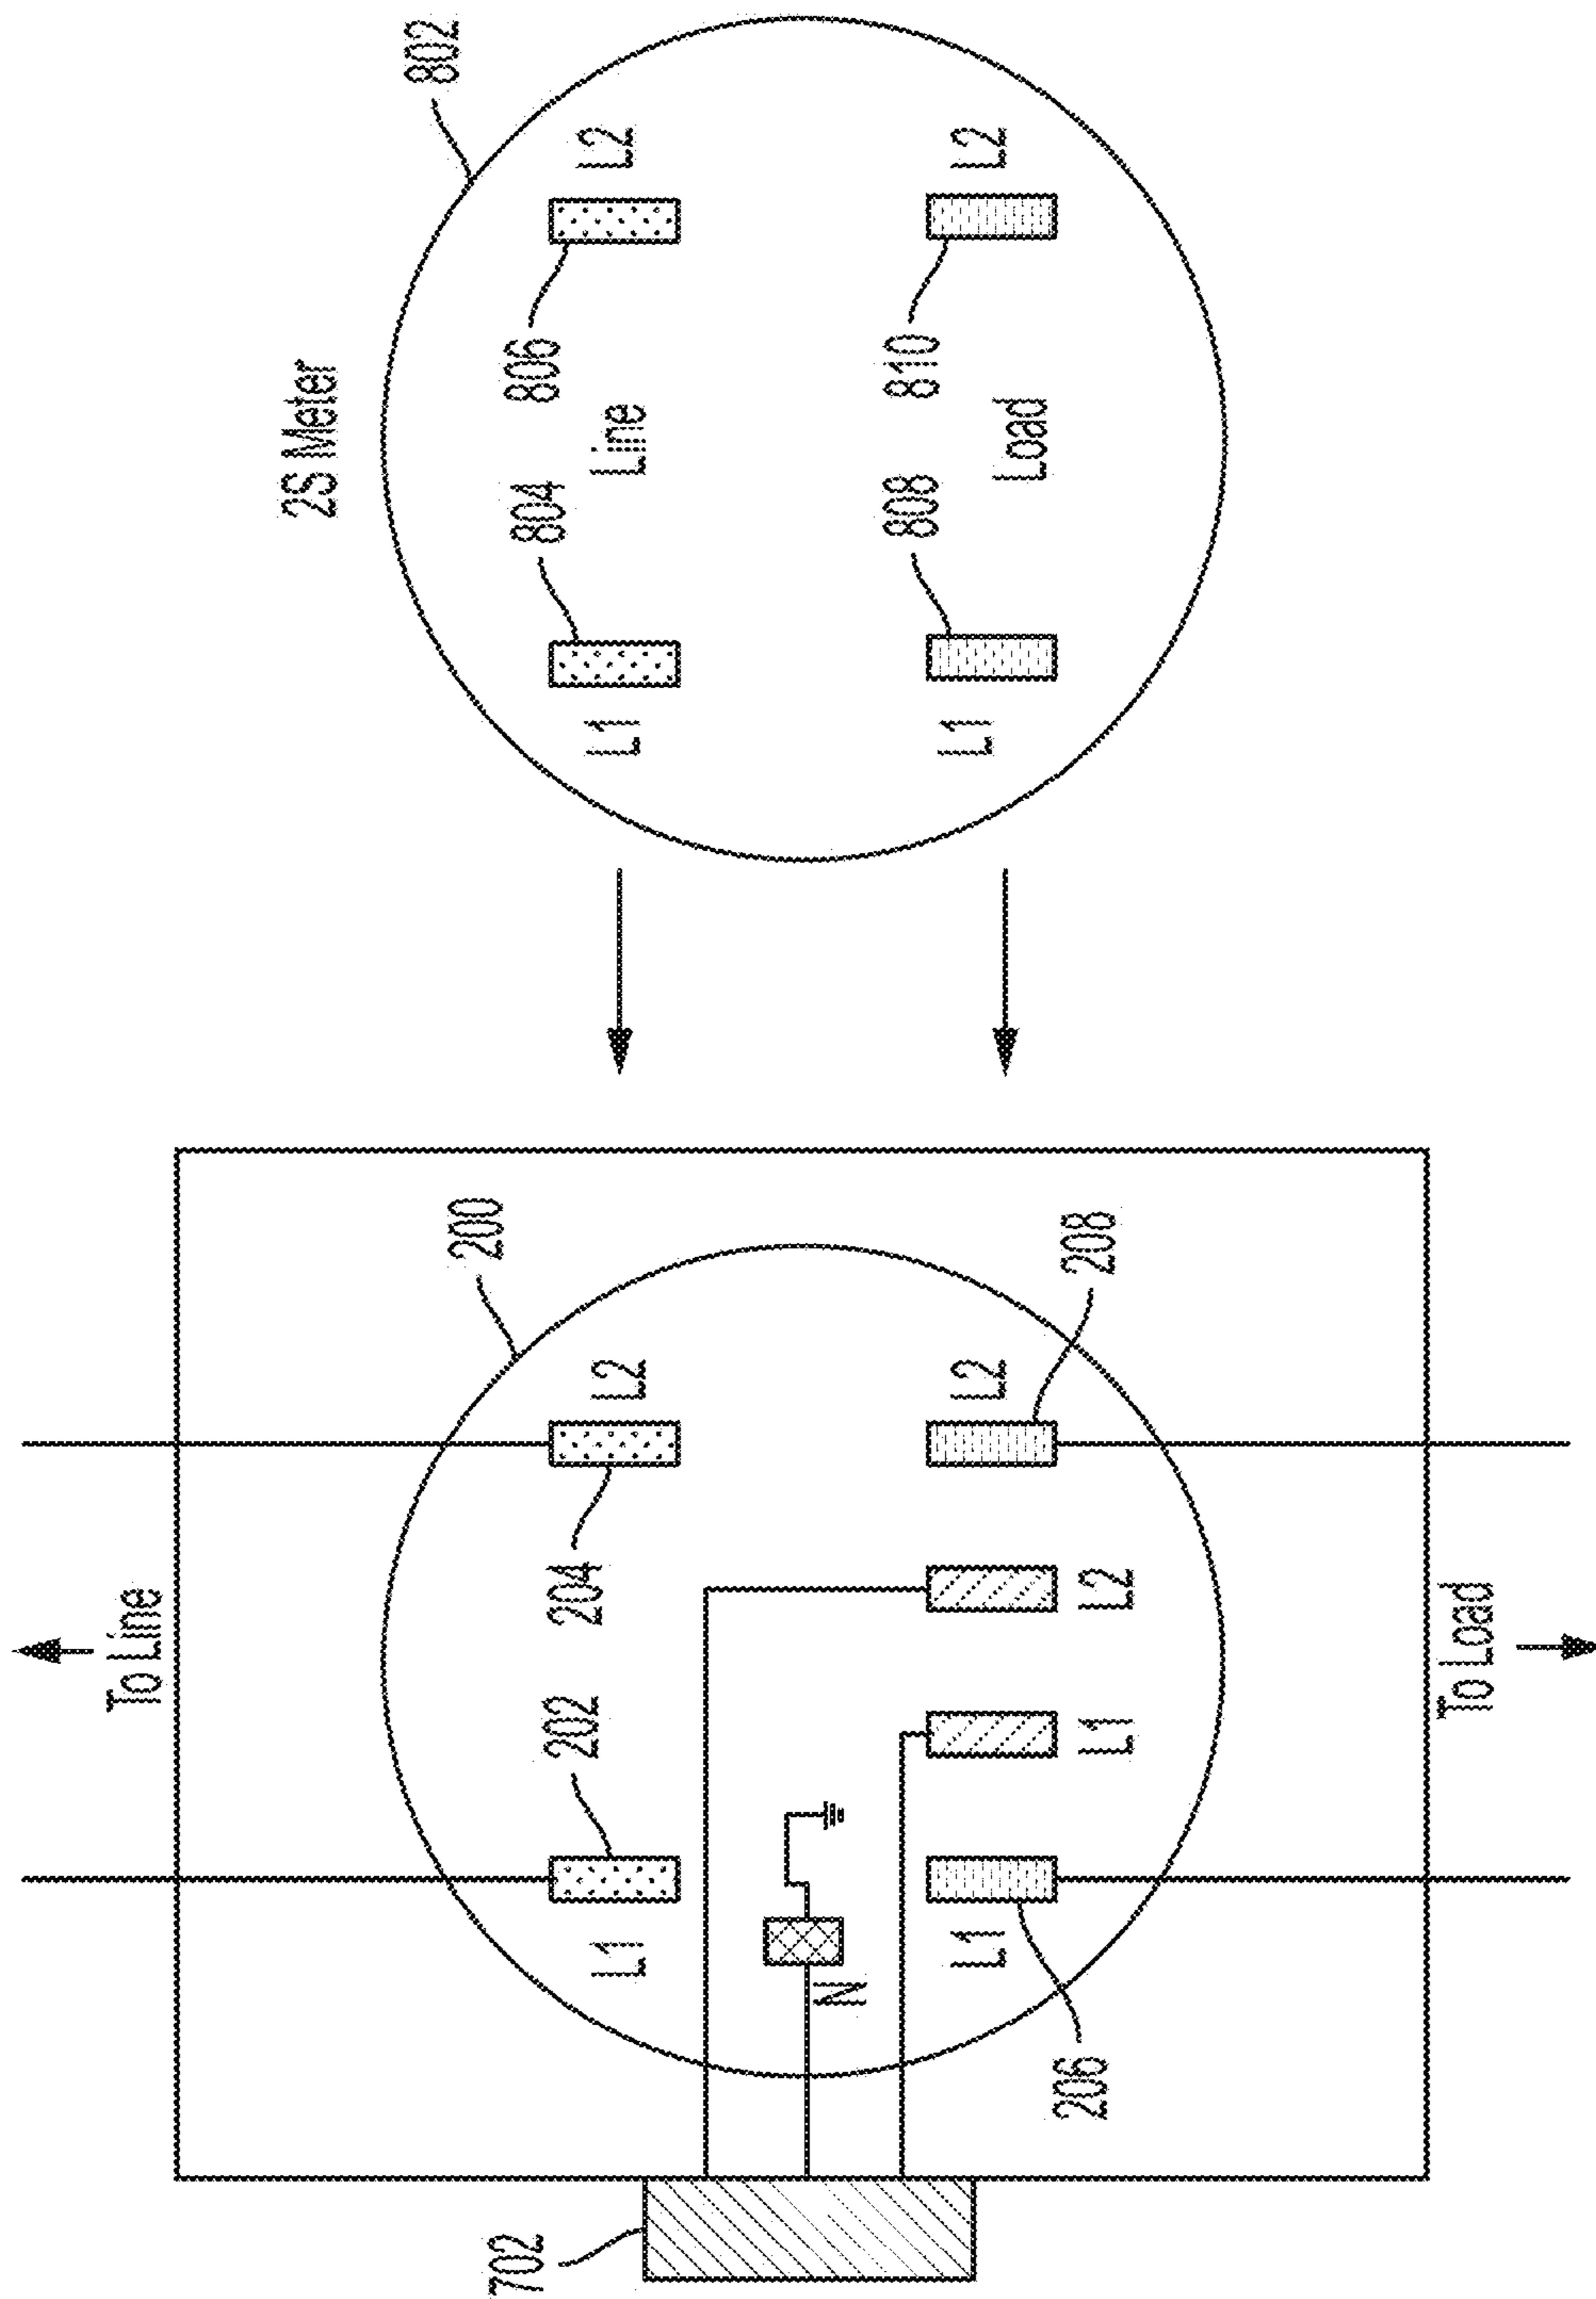 2S Meter
802
L1
804
806
L2
Line
L1
808
810
L2
Load
To Line
200
L1
202
204
L2
N
L1
206
L1
L2
L2
208
702
To Load